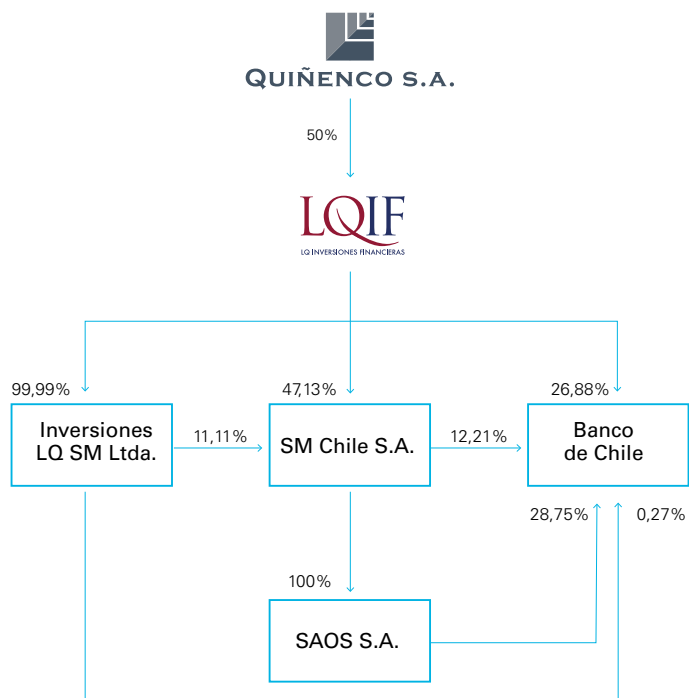 QUIÑENCO S.A.
50%
LQIF
LQ INVERSIONES FINANCIERAS
99,99%
47,13%
26,88%
Inversiones
LQ SM Ltda.
11,11%
SM Chile S.A.
12,21%
Banco
de Chile
28,75%
0,27%
100%
SAOS S.A.